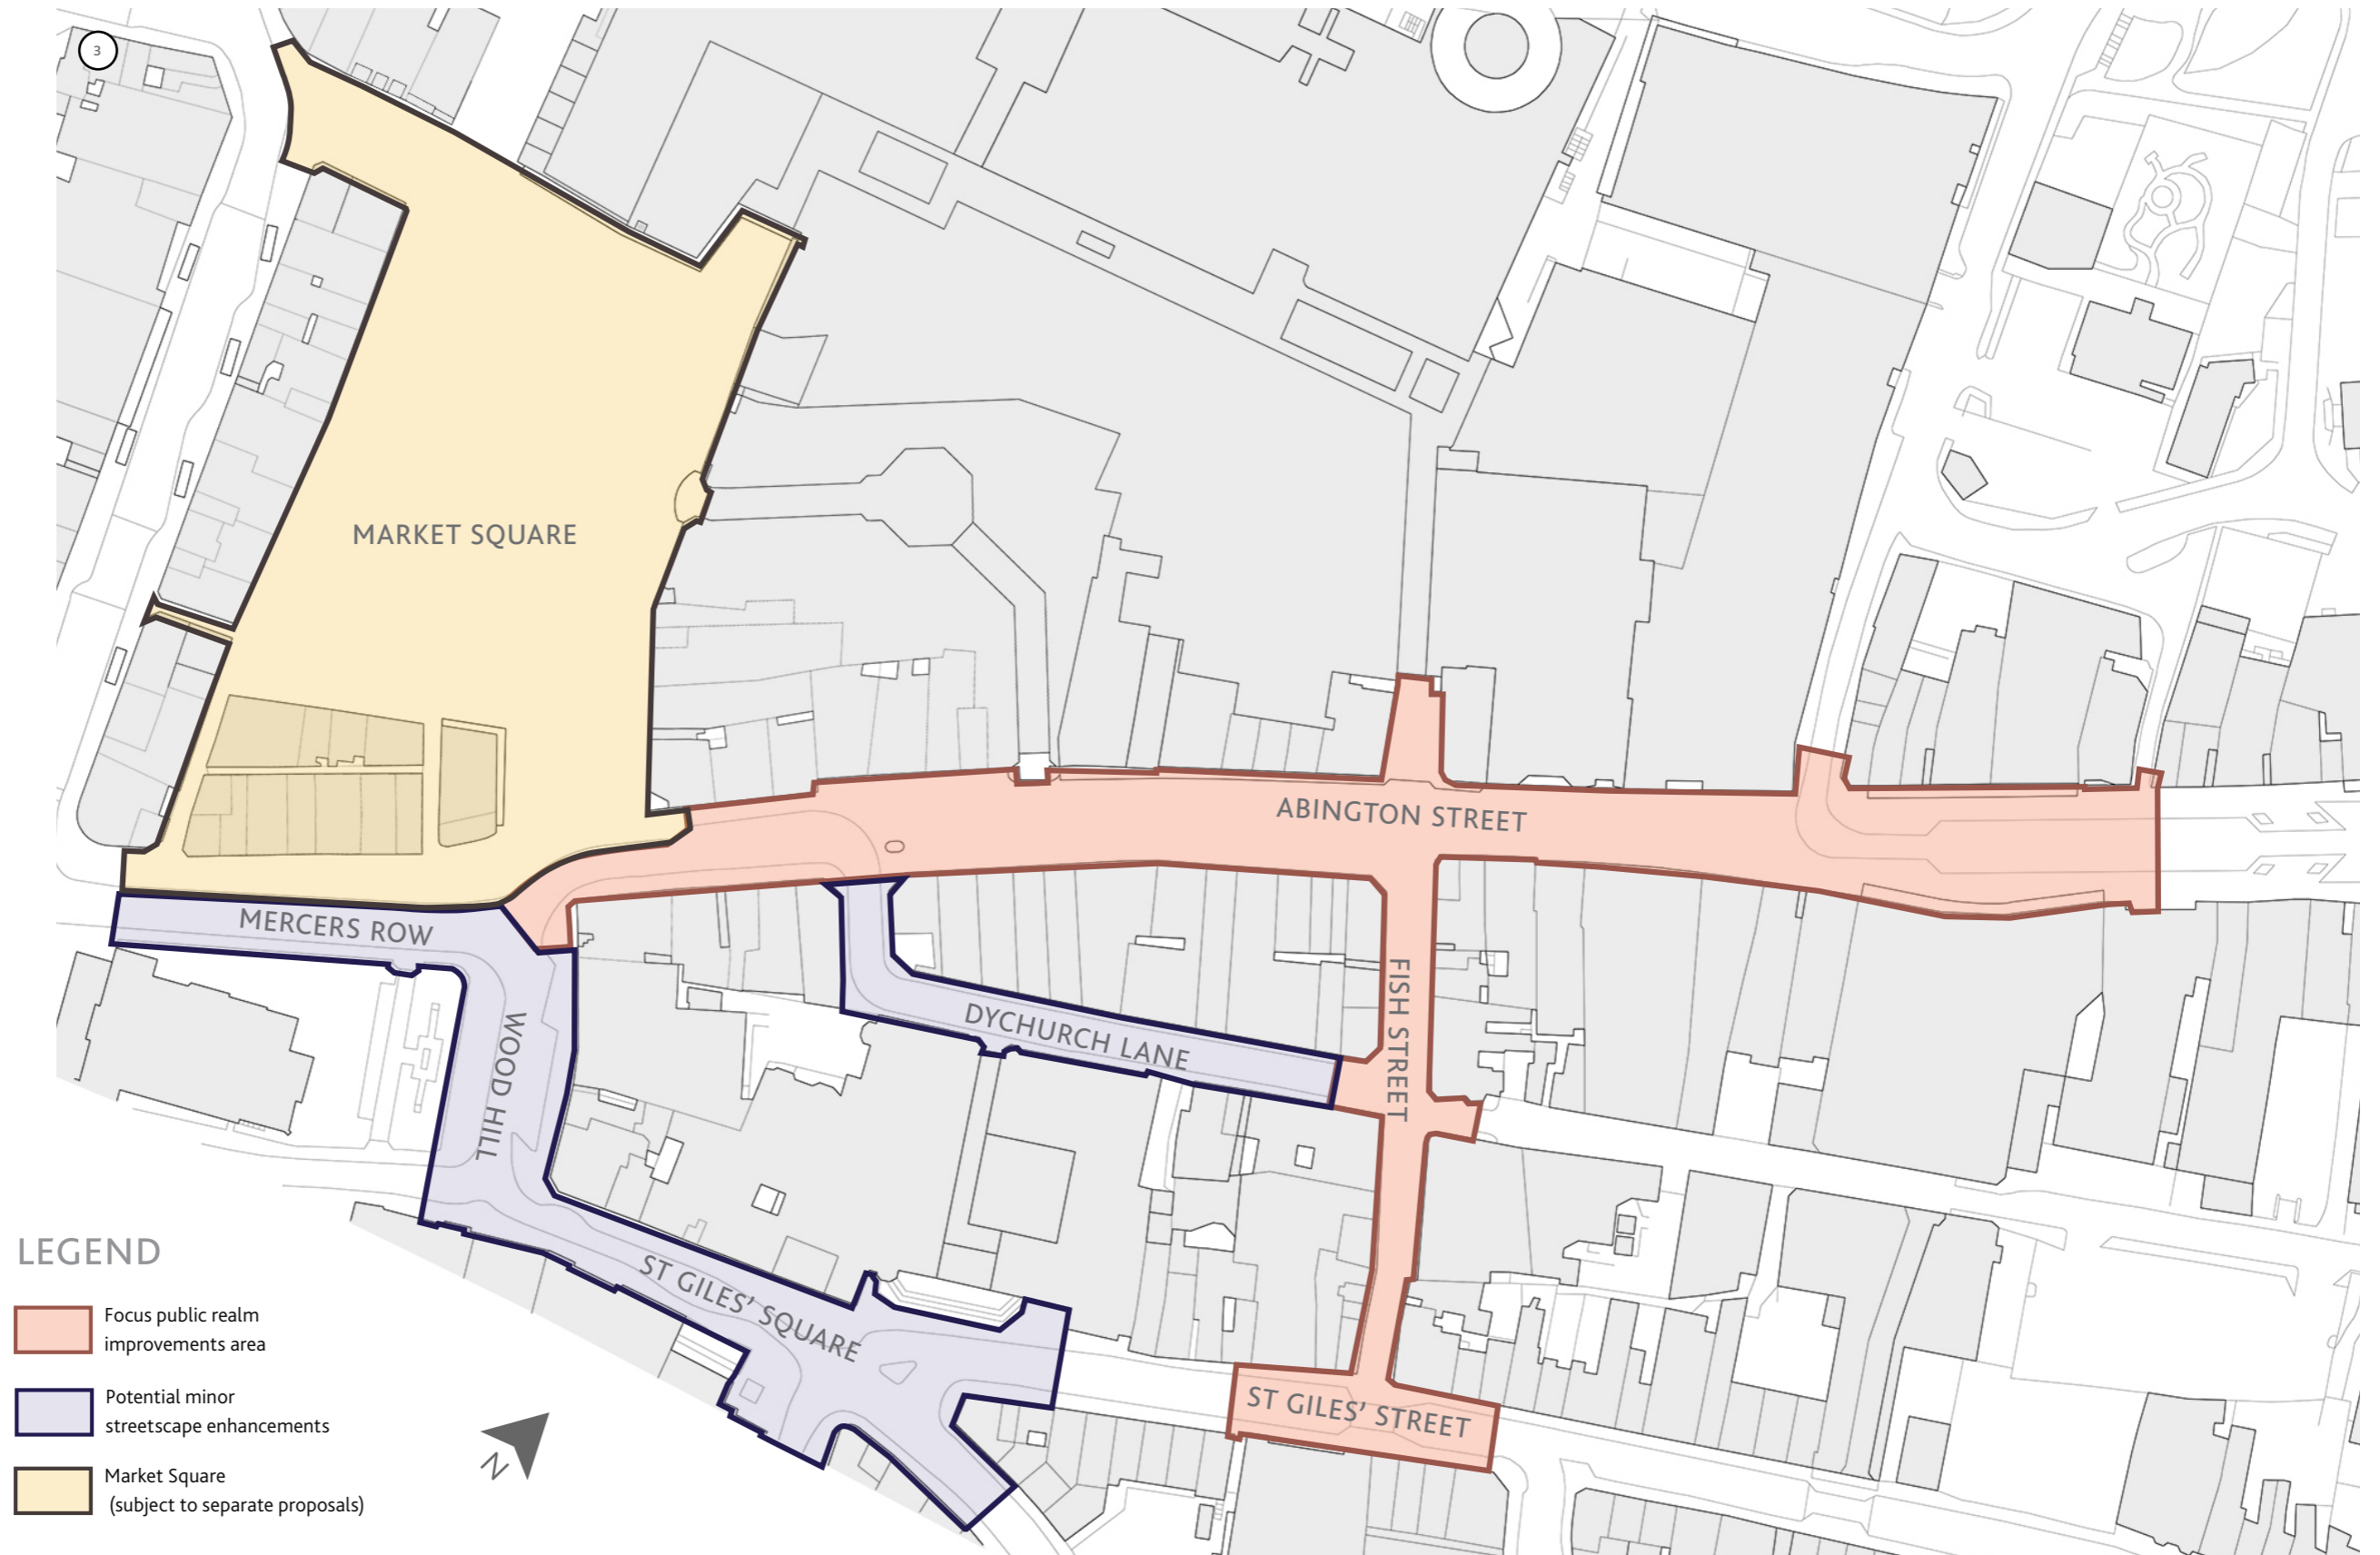 3
MARKET SQUARE
ABINGTON STREET
MERCERS ROW
WOOD HILL
DYCHURCH LANE
FISH STREET
ST GILES' SQUARE
ST GILES' STREET
LEGEND
Focus public realm
improvements area
Potential minor
streetscape enhancements
Market Square
(subject to separate proposals)
N